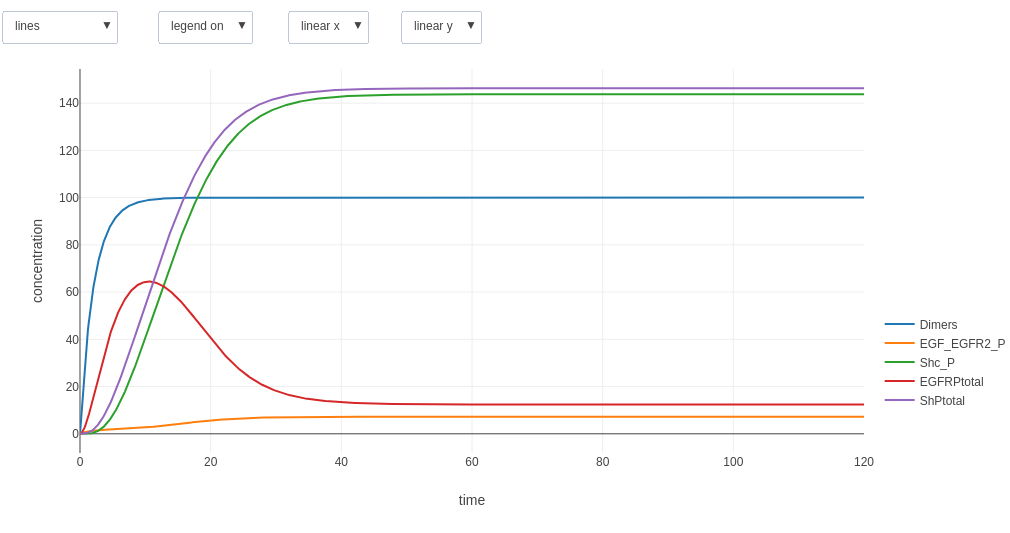 lines ▼ legend on ▼ linear x ▼ linear y ▼
140
120
100
80
60
40
20
0
concentration
0 20 40 60 80 100 120
time
Dimers
EGF_EGFR2_P
Shc_P
EGFRPtotal
ShPtotal